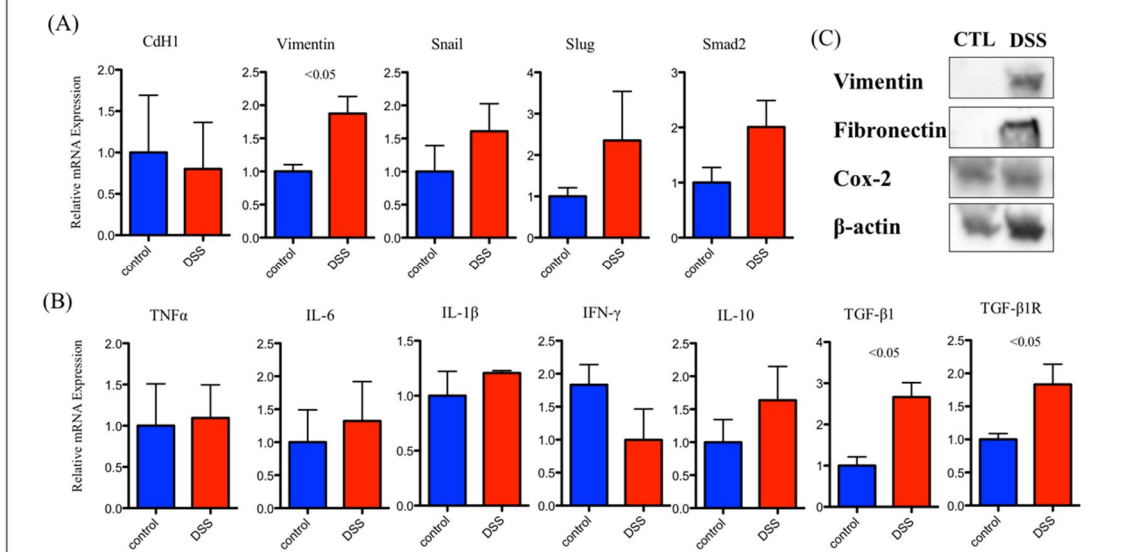 (A)
CdH1
Vimentin
Snail
Slug
Smad2
Relative mRNA Expression
2.0
1.5
1.0
0.5
0.0
control
DSS
<0.05
2.5
2.0
1.5
1.0
0.5
0.0
control
DSS
2.5
2.0
1.5
1.0
0.5
0.0
control
DSS
4
3
2
1
0
control
DSS
3
2
1
0
control
DSS
(C)
CTL DSS
Vimentin
Fibronectin
Cox-2
β-actin
(B)
TNFα
IL-6
IL-1β
IFN-γ
IL-10
TGF-β1
TGF-β1R
Relative mRNA Expression
2.0
1.5
1.0
0.5
0.0
control
DSS
2.5
2.0
1.5
1.0
0.5
0.0
control
DSS
1.5
1.0
0.5
0.0
control
DSS
2.5
2.0
1.5
1.0
0.5
0.0
control
DSS
2.5
2.0
1.5
1.0
0.5
0.0
control
DSS
<0.05
4
3
2
1
0
control
DSS
<0.05
2.5
2.0
1.5
1.0
0.5
0.0
control
DSS